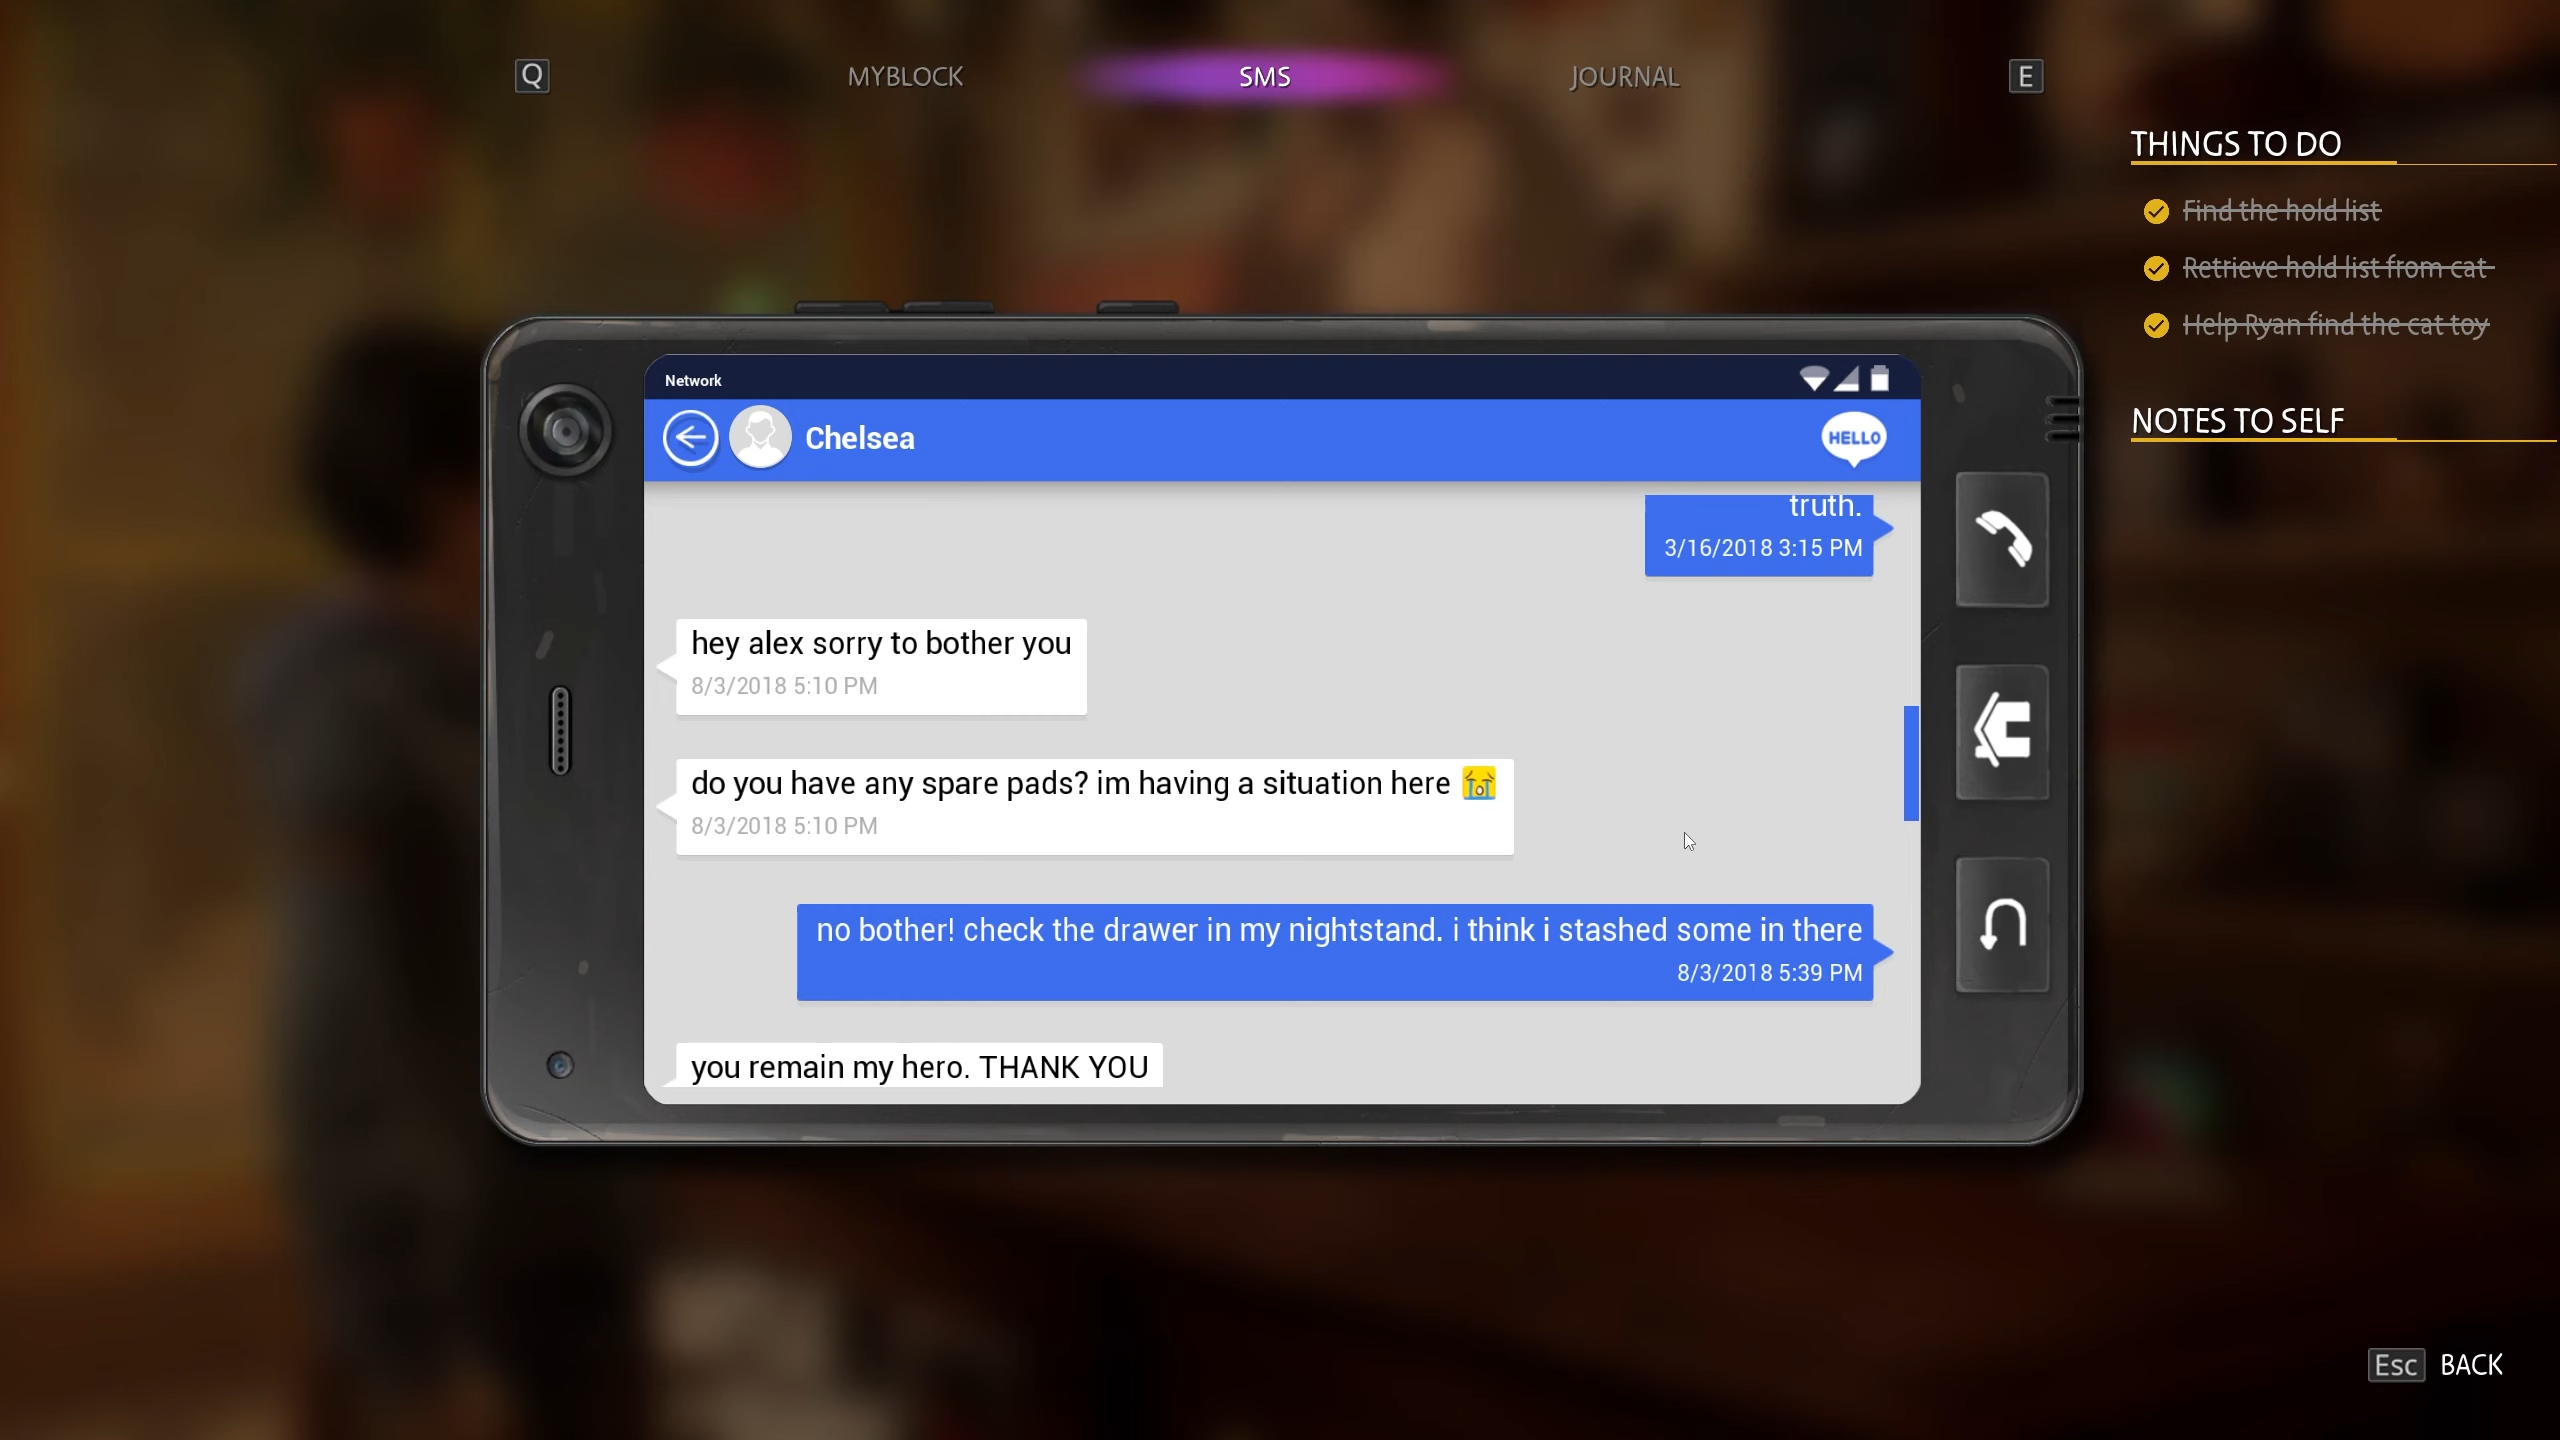 Q
MYBLOCK
SMS
JOURNAL
E
THINGS TO DO
Find the hold list
Retrieve hold list from cat
Help Ryan find the cat toy
NOTES TO SELF
Network
Chelsea
HELLO
truth.
3/16/2018 3:15 PM
hey alex sorry to bother you
8/3/2018 5:10 PM
do you have any spare pads? im having a situation here 😭
8/3/2018 5:10 PM
no bother! check the drawer in my nightstand. i think i stashed some in there
8/3/2018 5:39 PM
you remain my hero. THANK YOU
Esc BACK